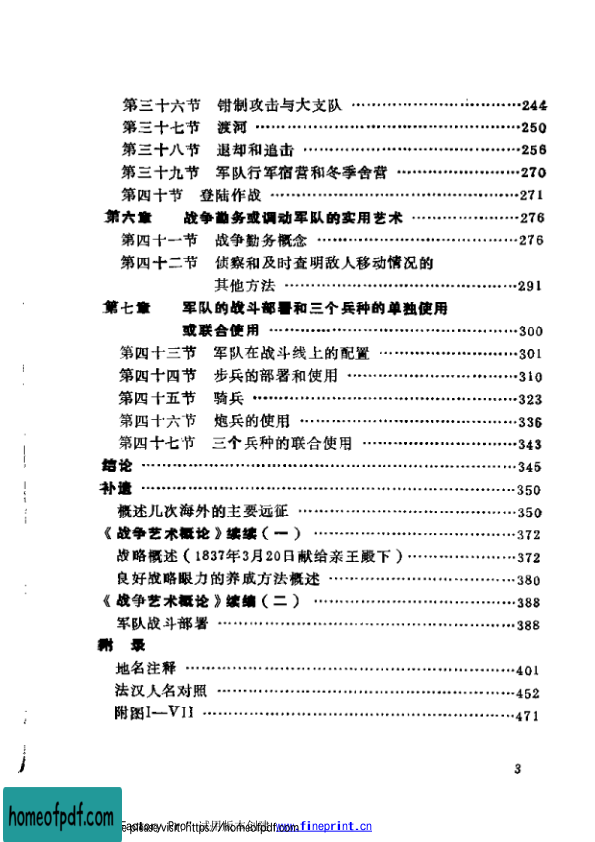 第三十六节 钳制攻击与大支队 ……………………………244
第三十七节 渡河 ……………………………250
第三十八节 退却和追击 ……………………………256
第三十九节 军队行军宿营和冬季舍营 ……………………………270
第四十节 登陆作战 ……………………………271
第六章 战争勤务或调动军队的实用艺术 ……………………………276
第四十一节 战争勤务概念 ……………………………276
第四十二节 侦察和及时查明敌人移动情况的
其他方法 ……………………………291
第七章 军队的战斗部署和三个兵种的单独使用
或联合使用 ……………………………300
第四十三节 军队在战斗线上的配置 ……………………………301
第四十四节 步兵的部署和使用 ……………………………310
第四十五节 骑兵 ……………………………323
第四十六节 炮兵的使用 ……………………………336
第四十七节 三个兵种的联合使用 ……………………………343
结论 ……………………………345
补遗 ……………………………350
概述几次海外的主要远征 ……………………………350
《战争艺术概论》续续(一) ……………………………372
战略概述(1837年3月20日献给亲王殿下) ……………………………372
良好战略眼力的养成方法概述 ……………………………380
《战争艺术概论》续编(二) ……………………………388
军队战斗部署 ……………………………388
附 录
地名注释 ……………………………401
法汉人名对照 ……………………………452
附图I—VII ……………………………471
3
homeofpdf.com
Factory Pro" 试用版本创建 www.fineprint.cn
please visit: https://homeofpdf.com